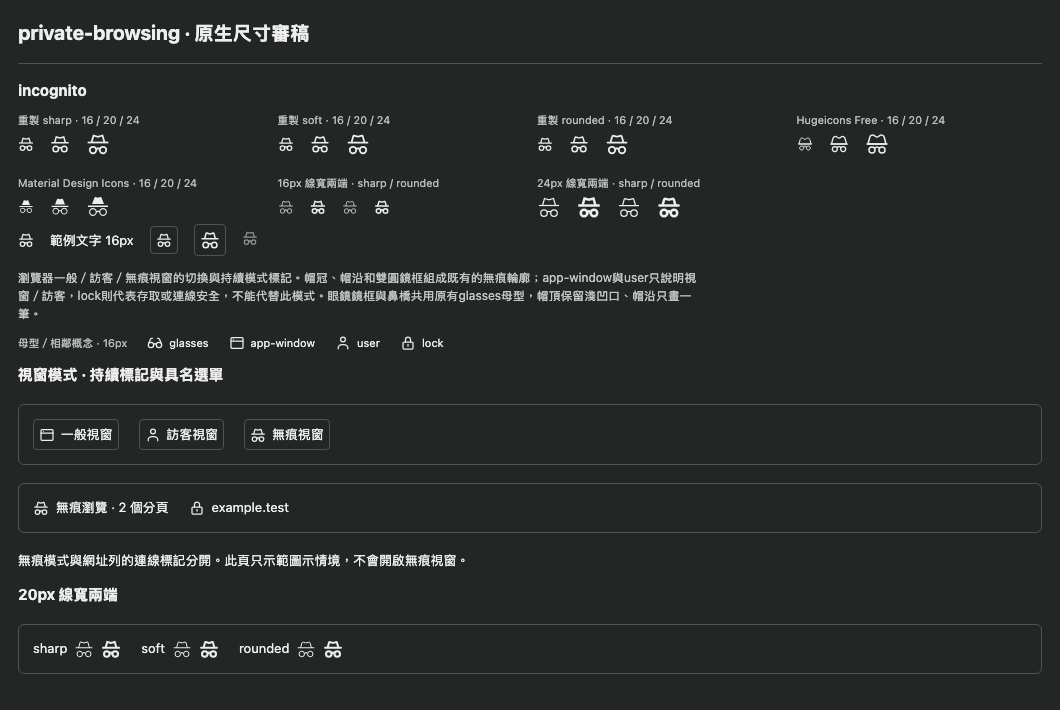 private-browsing · 原生尺寸審稿
incognito
重製 sharp · 16 / 20 / 24
重製 soft · 16 / 20 / 24
重製 rounded · 16 / 20 / 24
Hugeicons Free · 16 / 20 / 24
Material Design Icons · 16 / 20 / 24
16px 線寬兩端 · sharp / rounded
24px 線寬兩端 · sharp / rounded
範例文字 16px
瀏覽器一般 / 訪客 / 無痕視窗的切換與持續模式標記。帽冠、帽沿和雙圓鏡框組成既有的無痕輪廓；app-window與user只說明視
窗 / 訪客，lock則代表存取或連線安全，不能代替此模式。眼鏡鏡框與鼻橋共用原有glasses母型，帽頂保留淺凹口、帽沿只畫一
筆。
母型 / 相鄰概念 · 16px glasses app-window user lock
視窗模式 · 持續標記與具名選單
一般視窗 訪客視窗 無痕視窗
無痕瀏覽 · 2 個分頁 example.test
無痕模式與網址列的連線標記分開。此頁只示範圖示情境，不會開啟無痕視窗。
20px 線寬兩端
sharp soft rounded